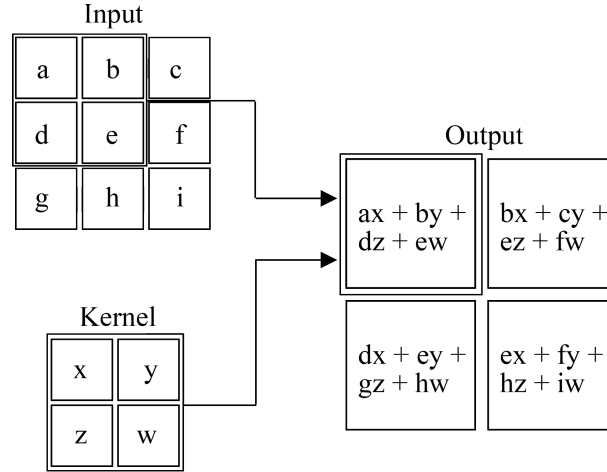 Input
a b c
d e f
g h i
Kernel
x y
z w
Output
ax + by +
dz + ew
bx + cy +
ez + fw
dx + ey +
gz + hw
ex + fy +
hz + iw